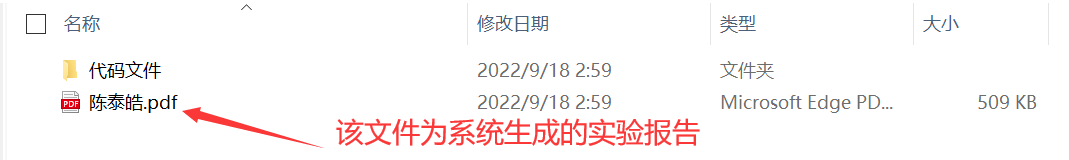 名称 修改日期 类型 大小
代码文件 2022/9/18 2:59 文件夹
PDF 陈泰皓.pdf 2022/9/18 2:59 Microsoft Edge PD... 509 KB
该文件为系统生成的实验报告